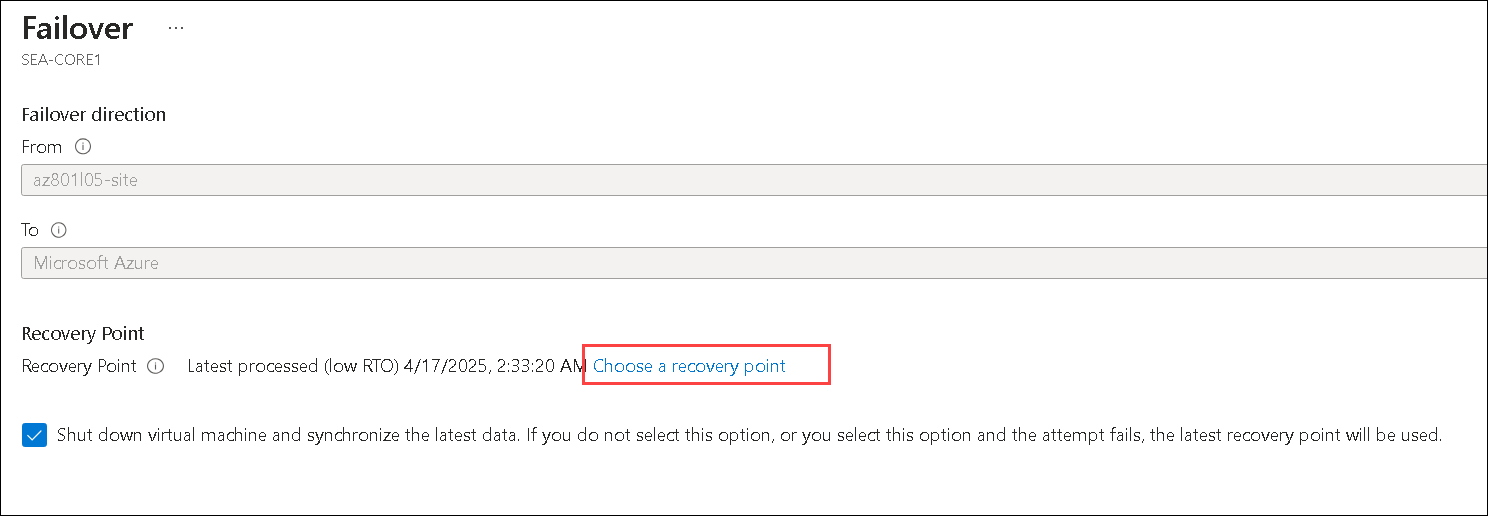 Failover ...
SEA-CORE1
Failover direction
From
az801l05-site
To
Microsoft Azure
Recovery Point
Recovery Point Latest processed (low RTO) 4/17/2025, 2:33:20 AM Choose a recovery point
Shut down virtual machine and synchronize the latest data. If you do not select this option, or you select this option and the attempt fails, the latest recovery point will be used.